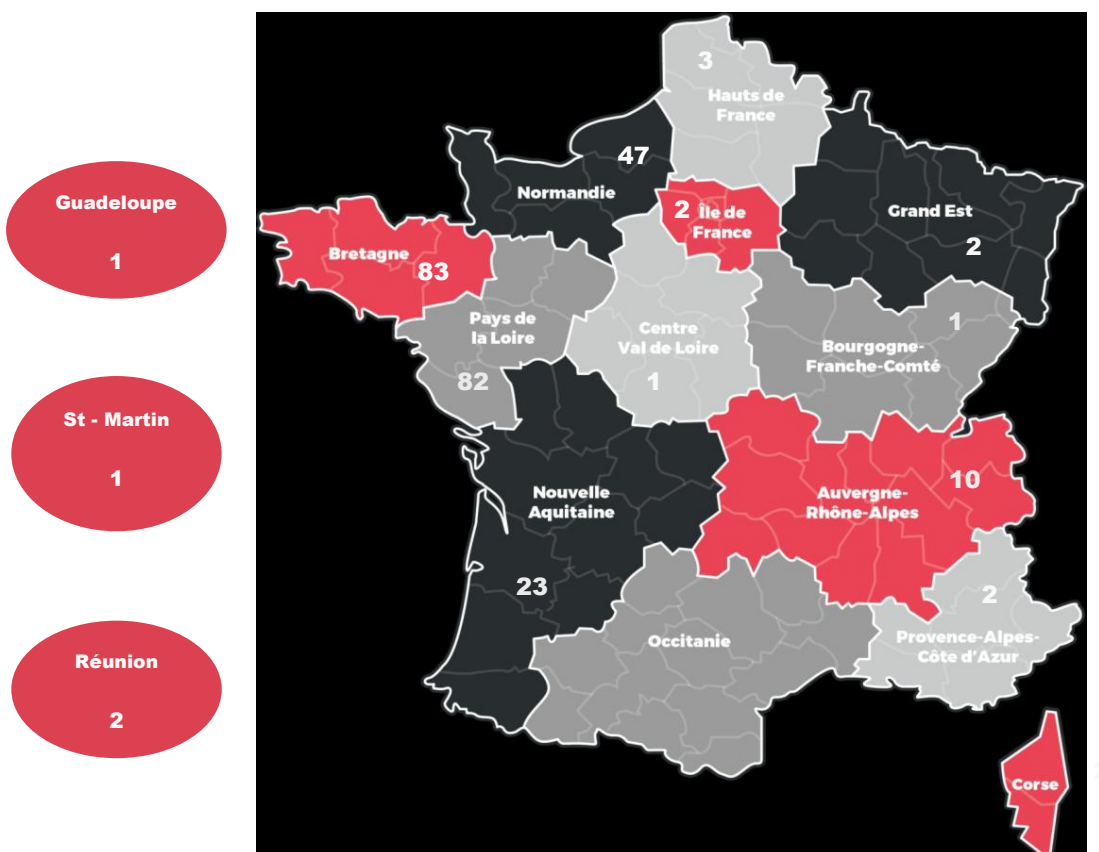 Guadeloupe
1
St - Martin
1
Réunion
2
3
Hauts de
France
47
Normandie
2
Île de
France
Grand Est
2
Bretagne
83
Pays de
la Loire
82
Centre
Val de Loire
1
1
Bourgogne-
Franche-Comté
Nouvelle
Aquitaine
23
10
Auvergne-
Rhône-Alpes
Occitanie
2
Provence-Alpes-
Côte d'Azur
Corse